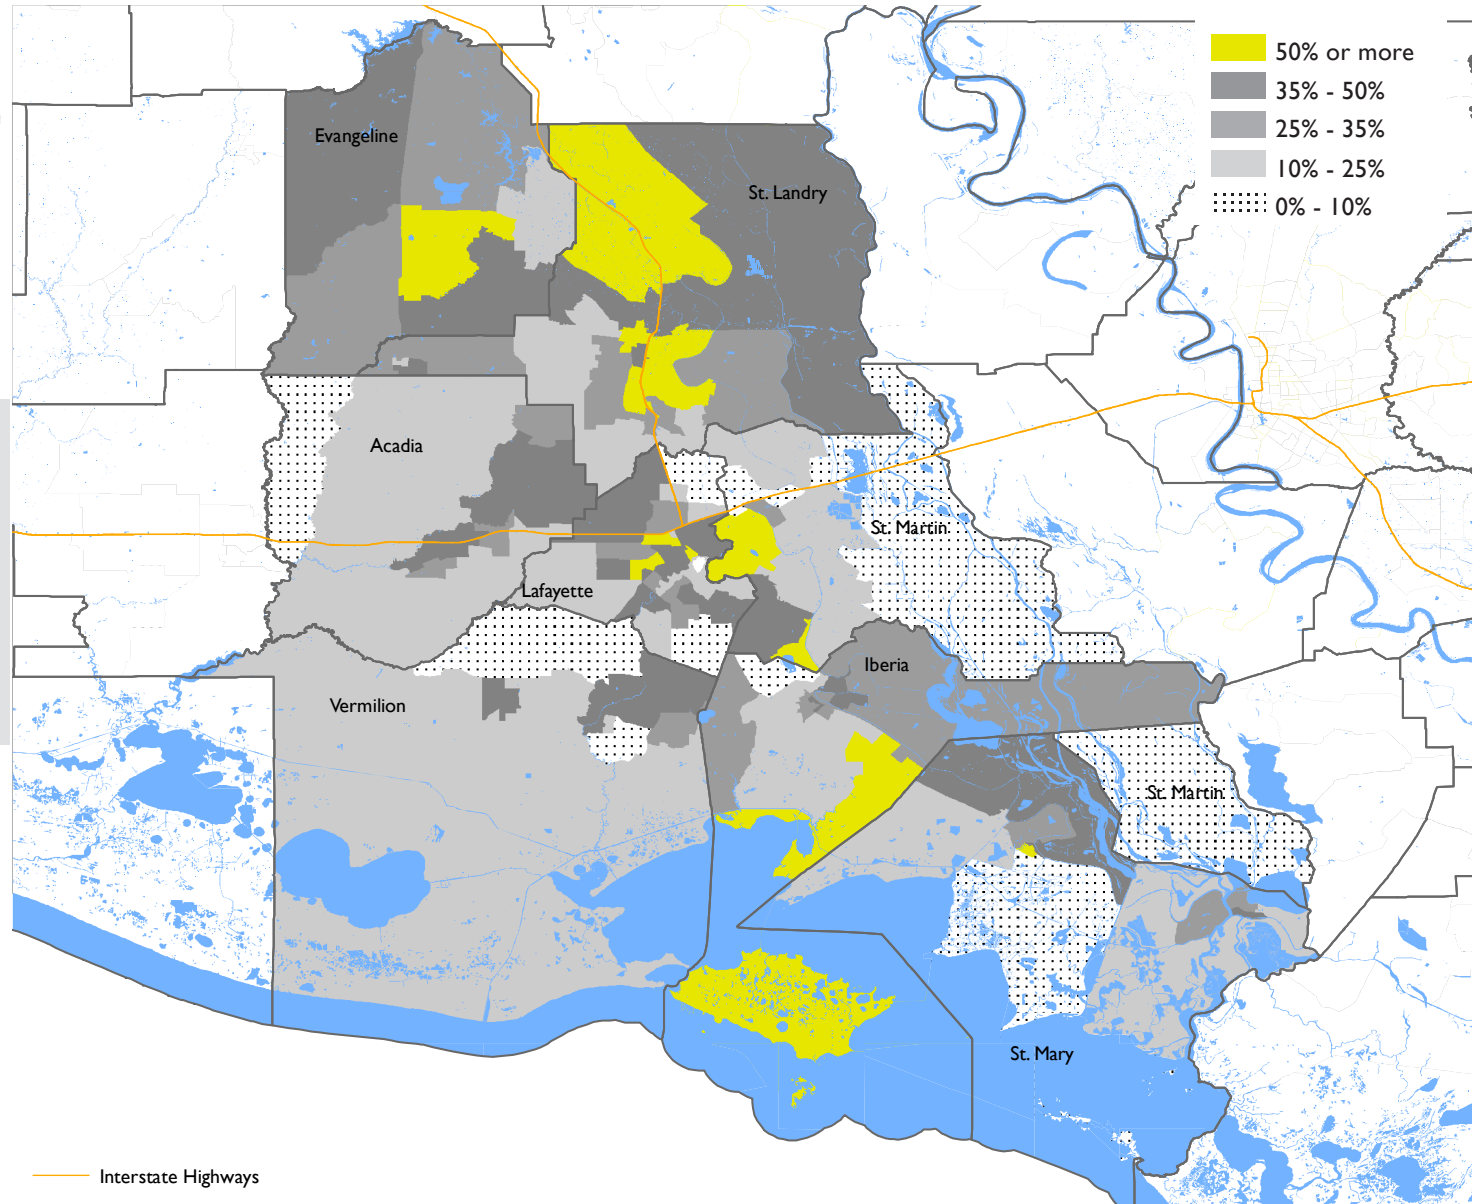 50% or more
35% - 50%
25% - 35%
10% - 25%
0% - 10%
Evangeline
St. Landry
Acadia
St. Martin
Lafayette
Iberia
Vermilion
St. Martin
St. Mary
Interstate Highways